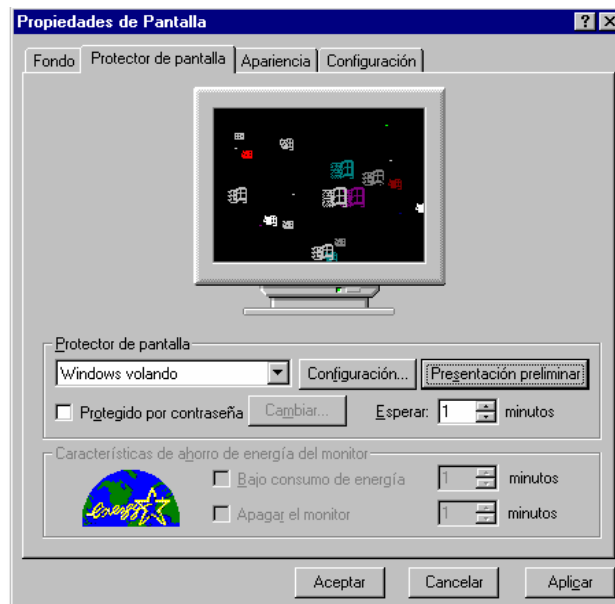 Propiedades de Pantalla
Fondo Protector de pantalla Apariencia Configuración
Protector de pantalla
Windows volando Configuración... Presentación preliminar
Protegido por contraseña Cambiar... Esperar: 1 minutos
Características de ahorro de energía del monitor
energy Bajo consumo de energía 1 minutos
Apagar el monitor 1 minutos
Aceptar Cancelar Aplicar